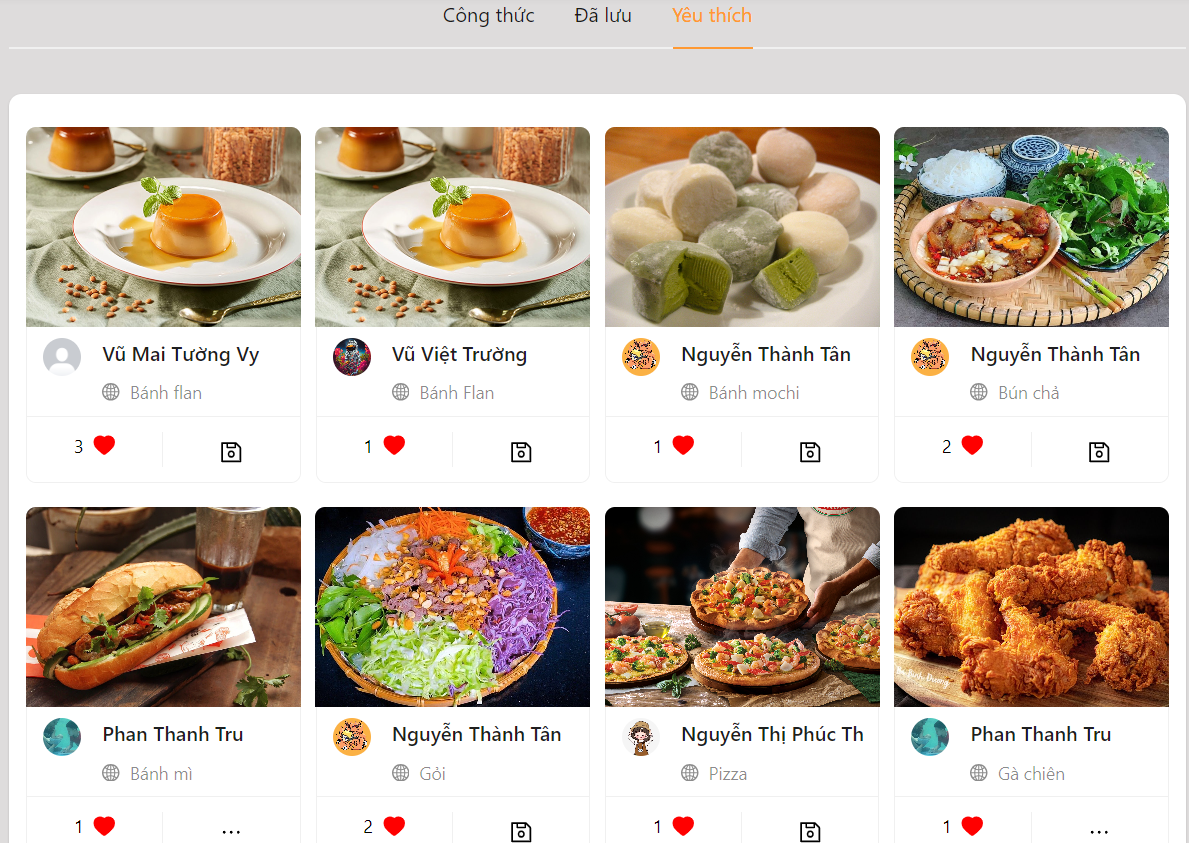 Công thức
Đã lưu
Yêu thích
Vũ Mai Tường Vy
Bánh flan
3
Vũ Việt Trường
Bánh Flan
1
Nguyễn Thành Tân
Bánh mochi
1
Nguyễn Thành Tân
Bún chả
2
Phan Thanh Tru
Bánh mì
1
...
Nguyễn Thành Tân
Gỏi
2
Nguyễn Thị Phúc Th
Pizza
1
Phan Thanh Tru
Gà chiên
1
...